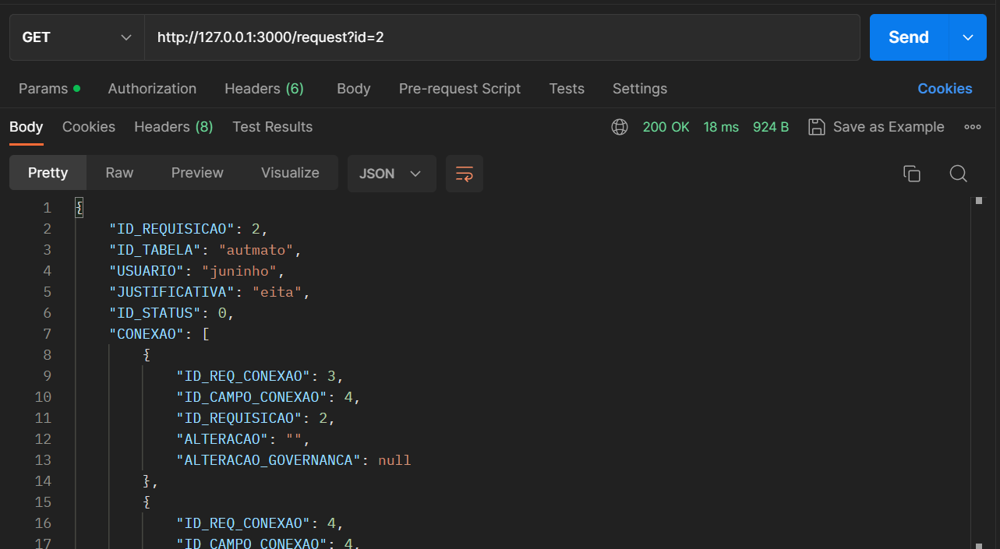 GET http://127.0.0.1:3000/request?id=2 Send
Params Authorization Headers (6) Body Pre-request Script Tests Settings Cookies
Body Cookies Headers (8) Test Results 200 OK 18 ms 924 B Save as Example
Pretty Raw Preview Visualize JSON
1 {
2 "ID_REQUISICAO": 2,
3 "ID_TABELA": "autmato",
4 "USUARIO": "juninho",
5 "JUSTIFICATIVA": "eita",
6 "ID_STATUS": 0,
7 "CONEXAO": [
8 {
9 "ID_REQ_CONEXAO": 3,
10 "ID_CAMPO_CONEXAO": 4,
11 "ID_REQUISICAO": 2,
12 "ALTERACAO": "",
13 "ALTERACAO_GOVERNANCA": null
14 },
15 {
16 "ID_REQ_CONEXAO": 4,
17 "ID_CAMPO_CONEXAO": 4,